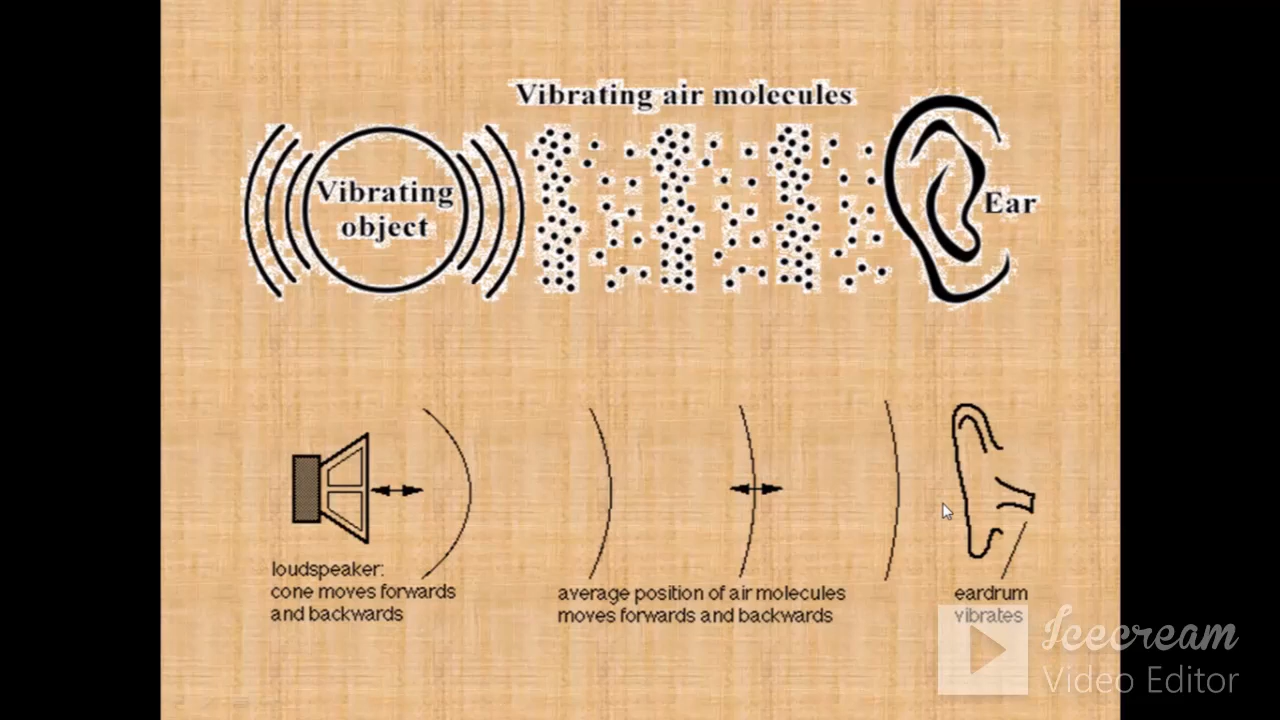 Vibrating air molecules
Vibrating
object
Ear
loudspeaker:
cone moves forwards
and backwards
average position of air molecules
moves forwards and backwards
eardrum
vibrates
Icecream
Video Editor